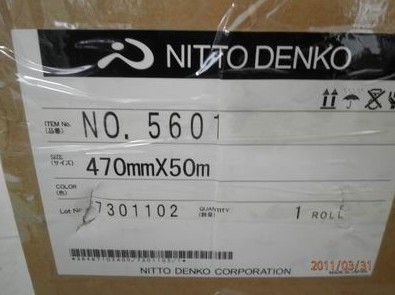 NITTO DENKO
ITEM No. (品番) NO. 5601
SIZE (サイズ) 470mmX50m
COLOR (色)
Lot No 7301102 QUANTITY (数量) 1 ROLL
NITTO DENKO CORPORATION
2011/03/31